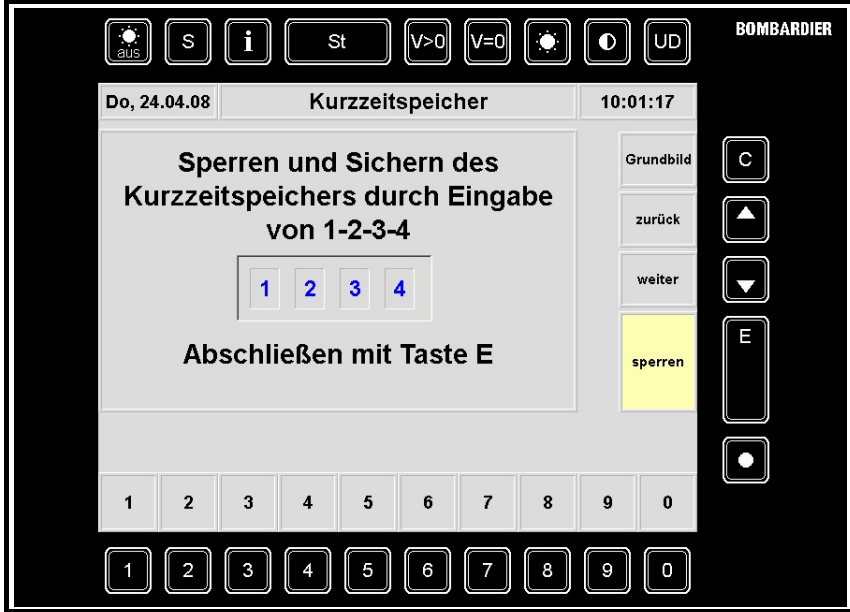 aus S i St V>0 V=0 UD BOMBARDIER
Do, 24.04.08 Kurzzeitspeicher 10:01:17
Sperren und Sichern des
Kurzzeitspeichers durch Eingabe
von 1-2-3-4
1 2 3 4
Abschließen mit Taste E
Grundbild C
zurück
weiter
sperren E
1 2 3 4 5 6 7 8 9 0
1 2 3 4 5 6 7 8 9 0